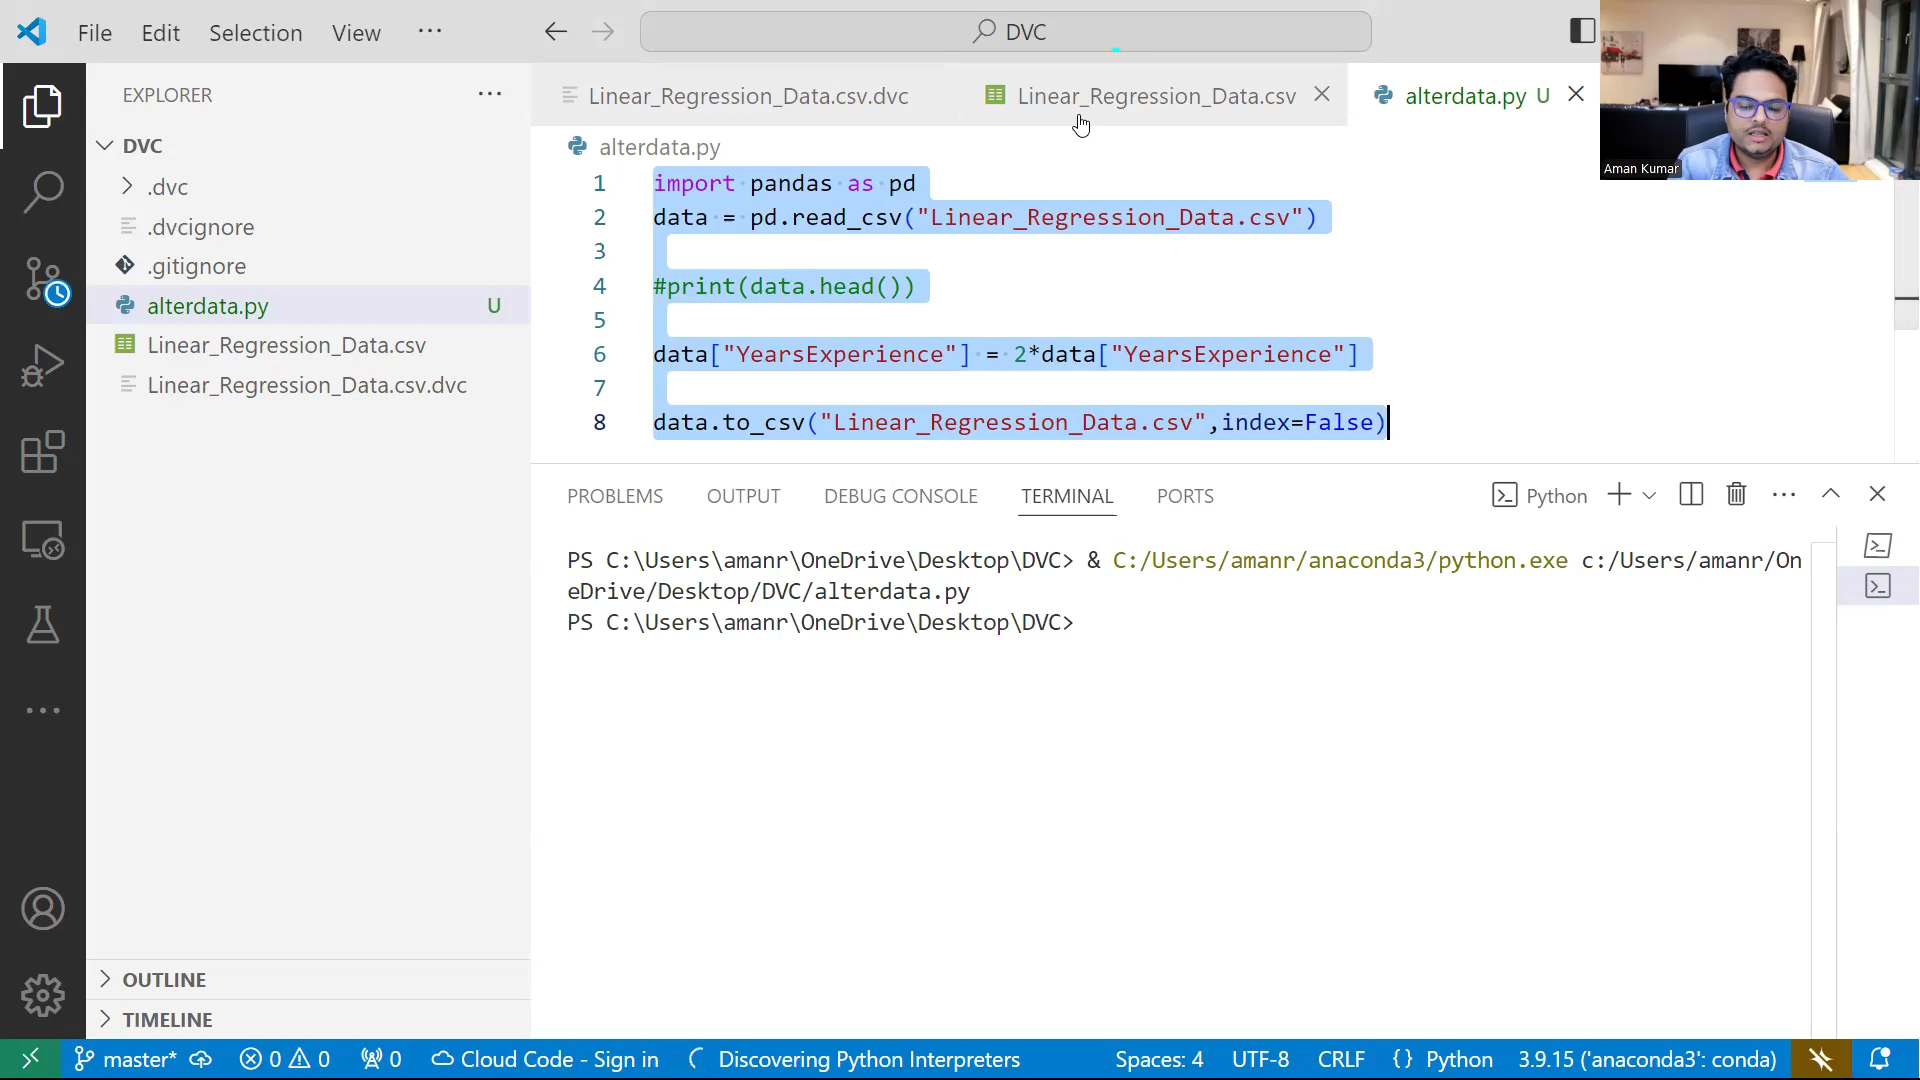 File Edit Selection View ...
DVC
EXPLORER
DVC
.dvc
.dvcignore
.gitignore
alterdata.py U
Linear_Regression_Data.csv
Linear_Regression_Data.csv.dvc
OUTLINE
TIMELINE
Linear_Regression_Data.csv.dvc Linear_Regression_Data.csv alterdata.py U
Aman Kumar
alterdata.py
1 import pandas as pd
2 data = pd.read_csv("Linear_Regression_Data.csv")
3
4 #print(data.head())
5
6 data["YearsExperience"] = 2*data["YearsExperience"]
7
8 data.to_csv("Linear_Regression_Data.csv",index=False)
PROBLEMS OUTPUT DEBUG CONSOLE TERMINAL PORTS Python
PS C:\Users\amanr\OneDrive\Desktop\DVC> & C:/Users/amanr/anaconda3/python.exe c:/Users/amanr/On
eDrive/Desktop/DVC/alterdata.py
PS C:\Users\amanr\OneDrive\Desktop\DVC>
master* 0 0 0 Cloud Code - Sign in Discovering Python Interpreters Spaces: 4 UTF-8 CRLF {} Python 3.9.15 ('anaconda3': conda)